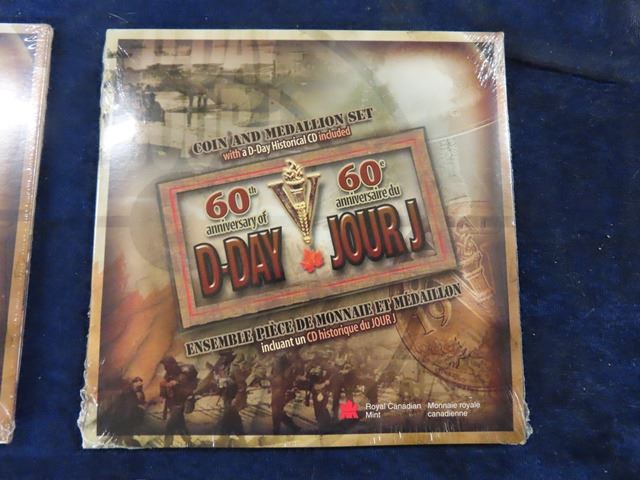 COIN AND MEDALLION SET
with a D-Day Historical CD included
60th
anniversary of
D-DAY
60e
anniversaire du
JOUR J
ENSEMBLE PIÈCE DE MONNAIE ET MÉDAILLON
incluant un CD historique du JOUR J
Royal Canadian Mint
Monnaie royale canadienne